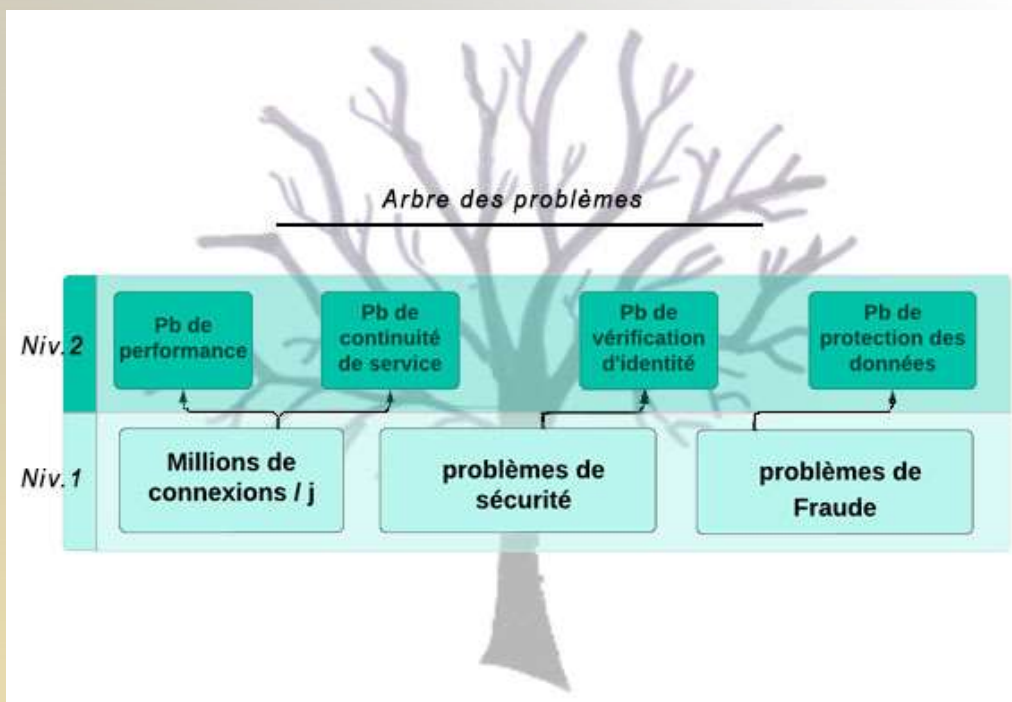 Arbre des problèmes
Niv.2
Pb de
performance
Pb de
continuité
de service
Pb de
vérification
d'identité
Pb de
protection des
données
Niv.1
Millions de
connexions / j
problèmes de
sécurité
problèmes de
Fraude